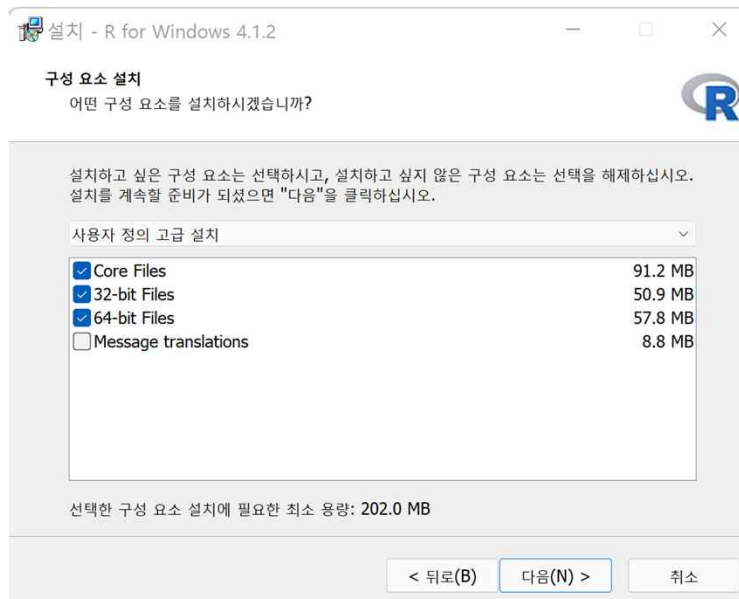 설치 - R for Windows 4.1.2
구성 요소 설치
어떤 구성 요소를 설치하시겠습니까?
R
설치하고 싶은 구성 요소는 선택하시고, 설치하고 싶지 않은 구성 요소는 선택을 해제하십시오.
설치를 계속할 준비가 되셨으면 "다음"을 클릭하십시오.
사용자 정의 고급 설치
Core Files 91.2 MB
32-bit Files 50.9 MB
64-bit Files 57.8 MB
Message translations 8.8 MB
선택한 구성 요소 설치에 필요한 최소 용량: 202.0 MB
< 뒤로(B) 다음(N) > 취소